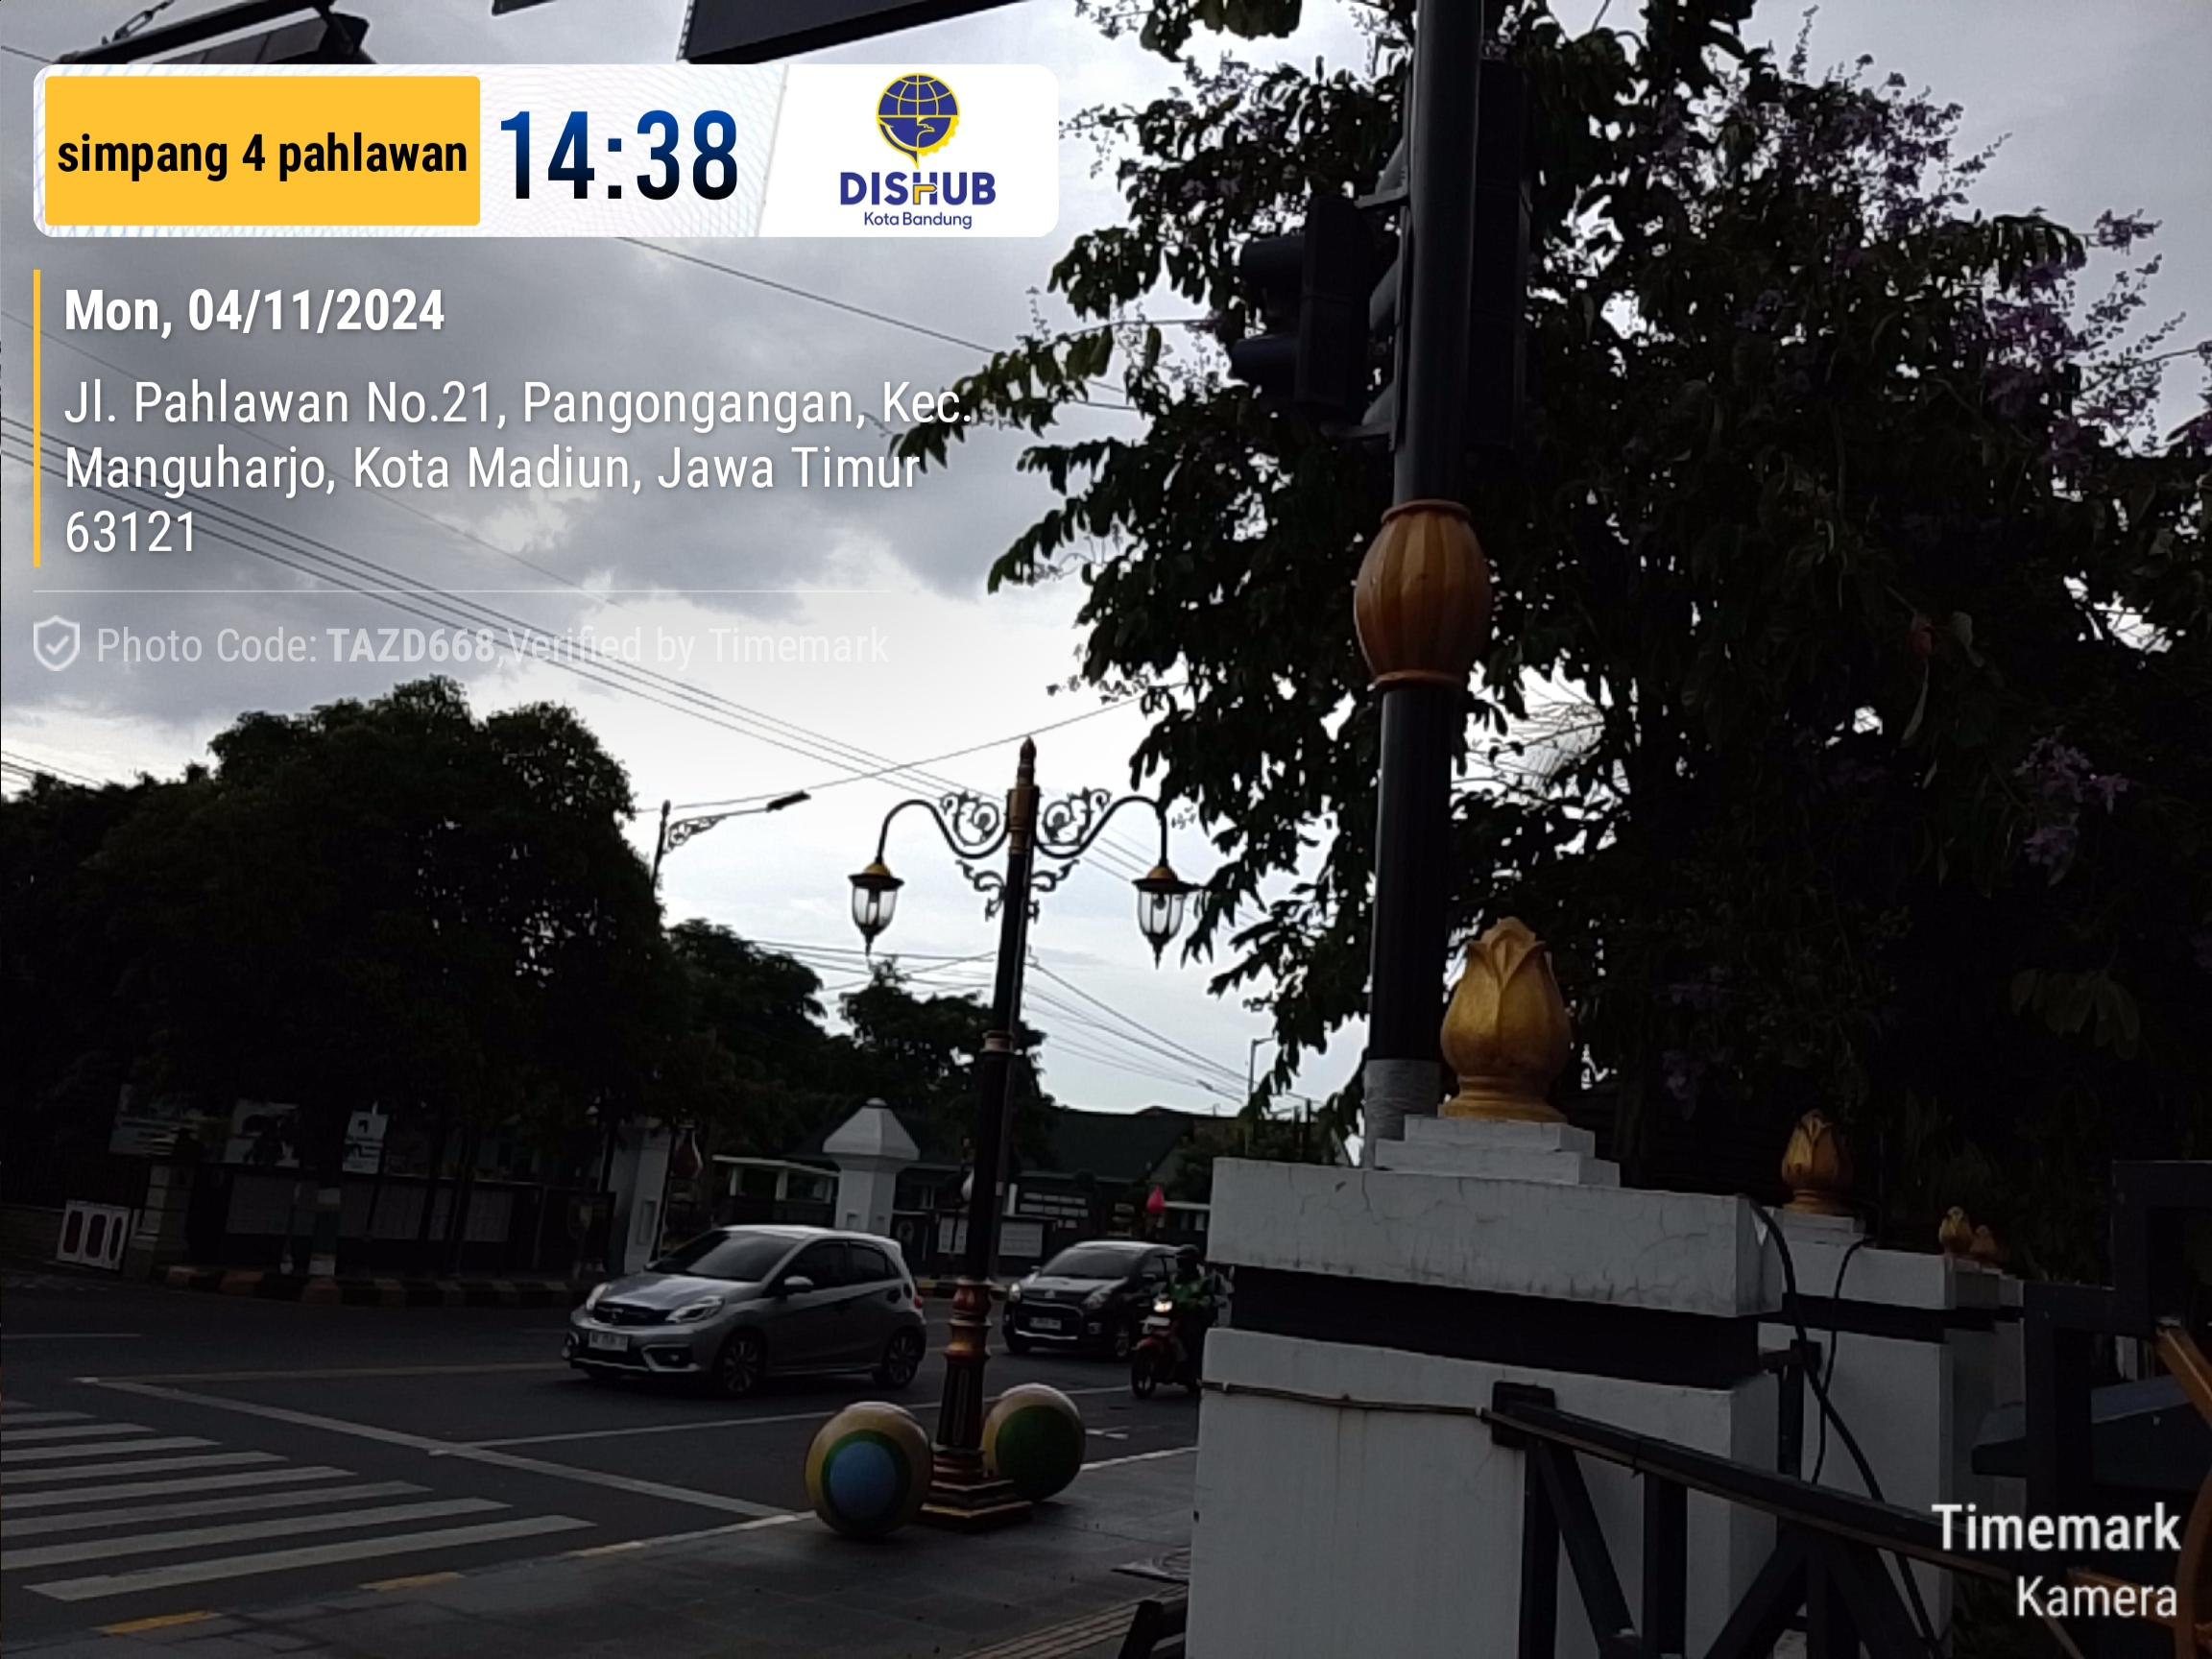 simpang 4 pahlawan
14:38
DISHUB
Kota Bandung
Mon, 04/11/2024
Jl. Pahlawan No.21, Pangongangan, Kec.
Manguharjo, Kota Madiun, Jawa Timur
63121
Photo Code: TAZD668,Verified by Timemark
Timemark
Kamera